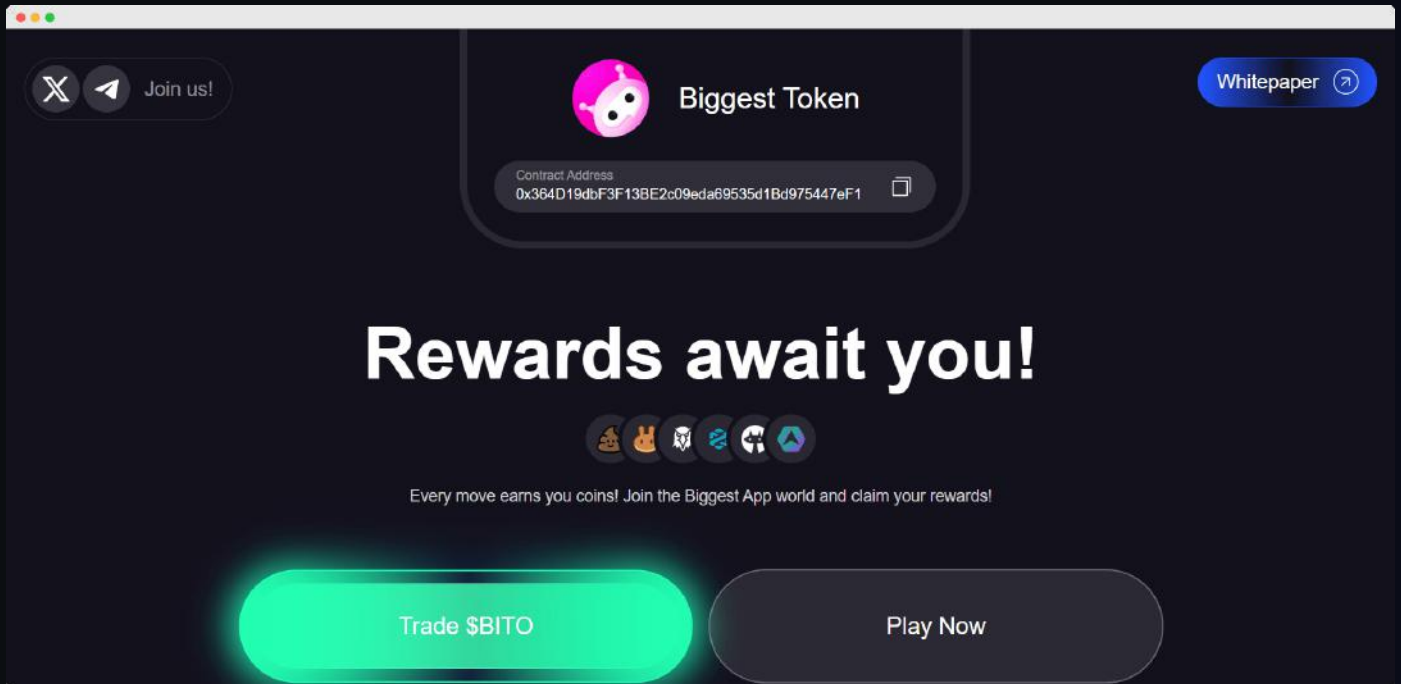 Join us!
Biggest Token
Whitepaper
Contract Address
0x364D19dbF3F13BE2c09eda69535d1Bd975447eF1
Rewards await you!
Every move earns you coins! Join the Biggest App world and claim your rewards!
Trade $BITO
Play Now